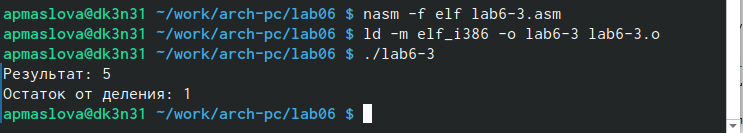 apmaslova@dk3n31 ~/work/arch-pc/lab06 $ nasm -f elf lab6-3.asm
apmaslova@dk3n31 ~/work/arch-pc/lab06 $ ld -m elf_i386 -o lab6-3 lab6-3.o
apmaslova@dk3n31 ~/work/arch-pc/lab06 $ ./lab6-3
Результат: 5
Остаток от деления: 1
apmaslova@dk3n31 ~/work/arch-pc/lab06 $